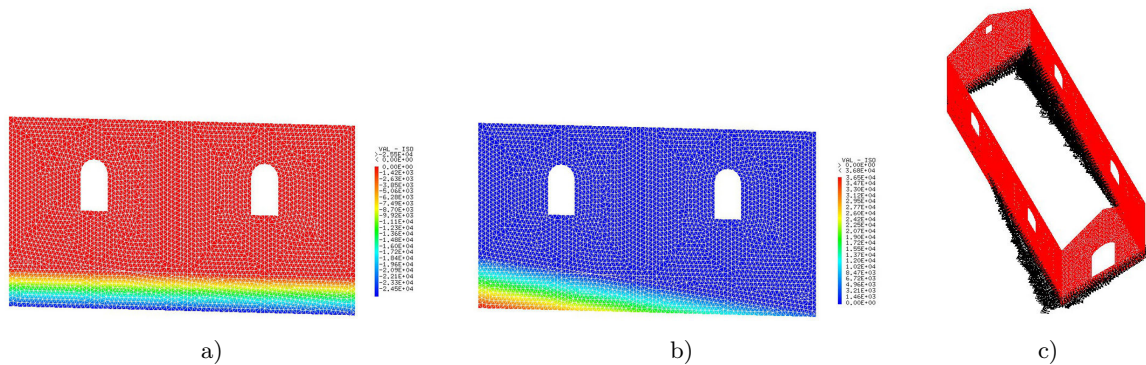 VAL - ISO
>-2.55E+04
< 0.00E+00
0.00E+00
-1.42E+03
-2.63E+03
-3.85E+03
-5.06E+03
-6.28E+03
-7.49E+03
-8.70E+03
-9.92E+03
-1.11E+04
-1.23E+04
-1.36E+04
-1.48E+04
-1.60E+04
-1.72E+04
-1.84E+04
-1.96E+04
-2.09E+04
-2.21E+04
-2.33E+04
-2.45E+04
a)
VAL - ISO
> 0.00E+00
< 3.68E+04
3.65E+04
3.47E+04
3.30E+04
3.12E+04
2.95E+04
2.77E+04
2.60E+04
2.42E+04
2.25E+04
2.07E+04
1.90E+04
1.72E+04
1.55E+04
1.37E+04
1.20E+04
1.02E+04
8.47E+03
6.72E+03
4.96E+03
3.21E+03
1.46E+03
0.00E+00
b)
c)